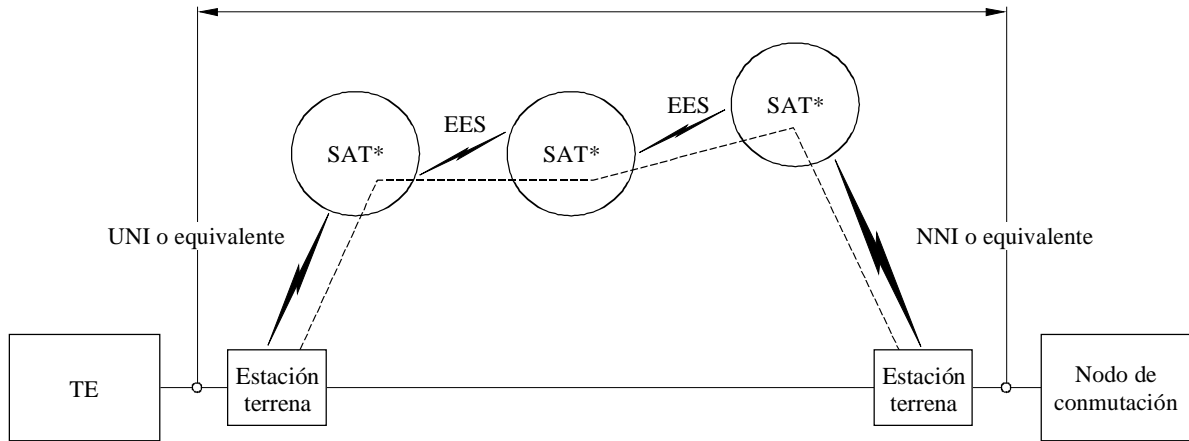 SAT*
EES
EES
SAT*
SAT*
UNI o equivalente
NNI o equivalente
TE
Estación
terrena
Estación
terrena
Nodo de
conmutación